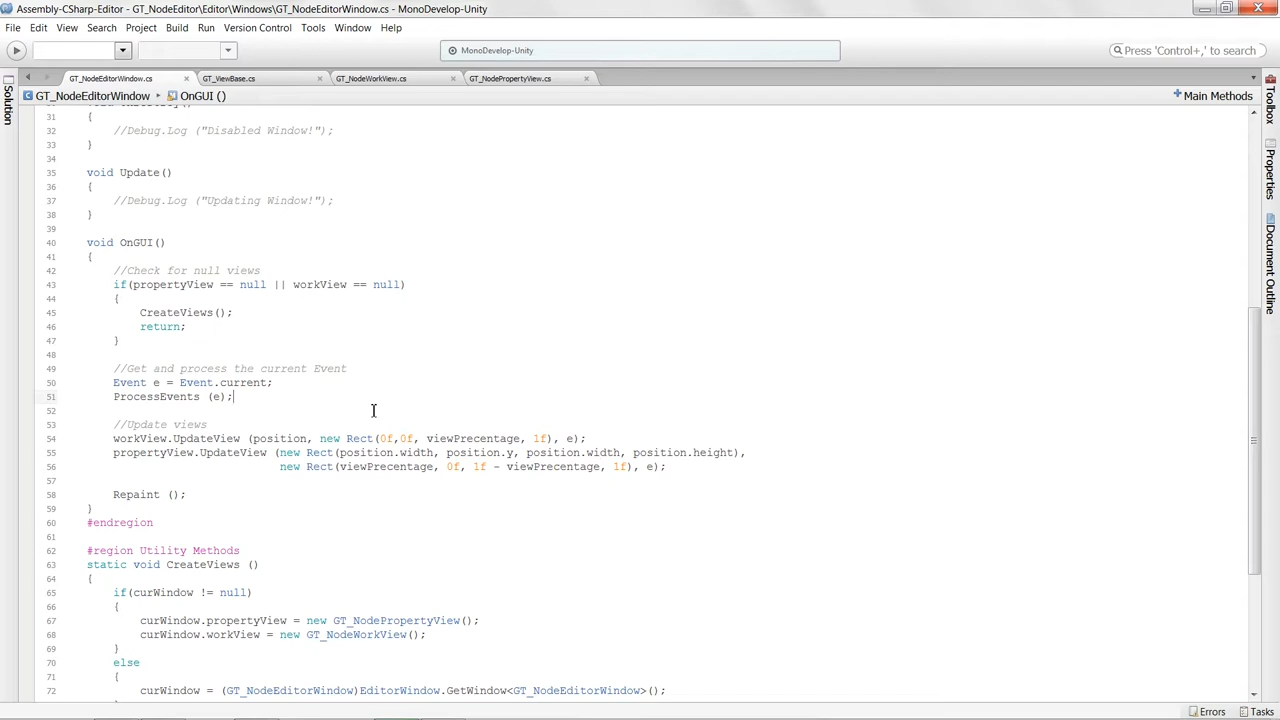 Assembly-CSharp-Editor - GT_NodeEditor\Editor\Windows\GT_NodeEditorWindow.cs - MonoDevelop-Unity
File Edit View Search Project Build Run Version Control Tools Window Help
MonoDevelop-Unity
Press 'Control+,' to search
GT_NodeEditorWindow.cs GT_ViewBase.cs GT_NodeWorkView.cs GT_NodePropertyView.cs
GT_NodeEditorWindow OnGUI ()
Main Methods
Solution
Toolbox
Properties
Document Outline
31 {
32 //Debug.Log ("Disabled Window!");
33 }
34
35 void Update()
36 {
37 //Debug.Log ("Updating Window!");
38 }
39
40 void OnGUI()
41 {
42 //Check for null views
43 if(propertyView == null || workView == null)
44 {
45 CreateViews();
46 return;
47 }
48
49 //Get and process the current Event
50 Event e = Event.current;
51 ProcessEvents (e);
52
53 //Update views
54 workView.UpdateView (position, new Rect(0f,0f, viewPrecentage, 1f), e);
55 propertyView.UpdateView (new Rect(position.width, position.y, position.width, position.height),
56 new Rect(viewPrecentage, 0f, 1f - viewPrecentage, 1f), e);
57
58 Repaint ();
59 }
60 #endregion
61
62 #region Utility Methods
63 static void CreateViews ()
64 {
65 if(curWindow != null)
66 {
67 curWindow.propertyView = new GT_NodePropertyView();
68 curWindow.workView = new GT_NodeWorkView();
69 }
70 else
71 {
72 curWindow = (GT_NodeEditorWindow)EditorWindow.GetWindow<GT_NodeEditorWindow>();
Errors Tasks